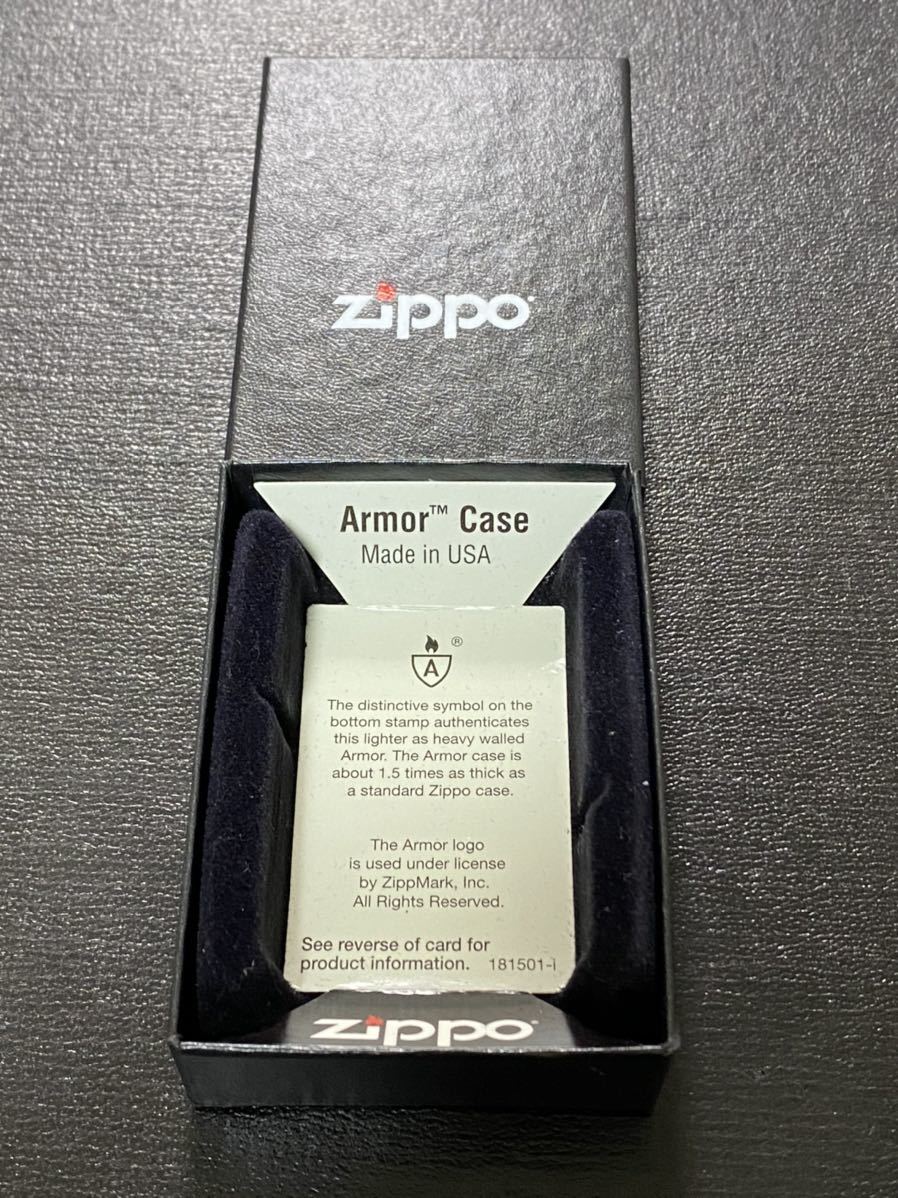 Zippo
Armor™ Case
Made in USA
A ®
The distinctive symbol on the
bottom stamp authenticates
this lighter as heavy walled
Armor. The Armor case is
about 1.5 times as thick as
a standard Zippo case.
The Armor logo
is used under license
by ZippMark, Inc.
All Rights Reserved.
See reverse of card for
product information. 181501-i
Zippo